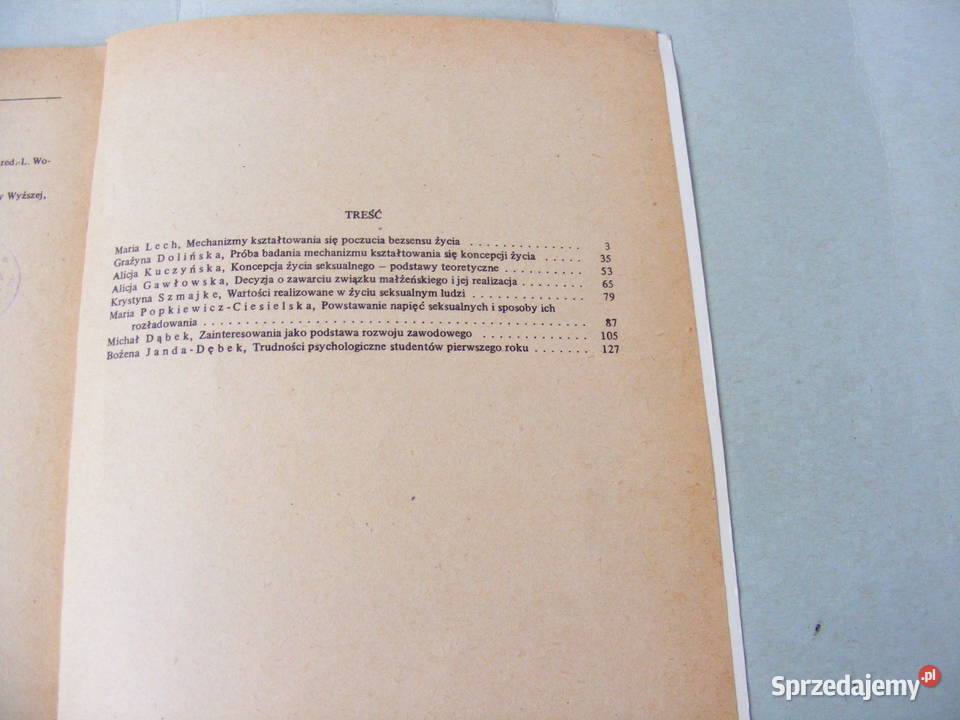 red.-L. Wo-
y Wyższej,
TREŚĆ
Maria Lech, Mechanizmy kształtowania się poczucia bezsensu życia . . . . . . . . . . . . . . 3
Grażyna Dolińska, Próba badania mechanizmu kształtowania się koncepcji życia . . . . . 35
Alicja Kuczyńska, Koncepcja życia seksualnego – podstawy teoretyczne . . . . . . . . . . 53
Alicja Gawłowska, Decyzja o zawarciu związku małżeńskiego i jej realizacja . . . . . . . 65
Krystyna Szmajke, Wartości realizowane w życiu seksualnym ludzi . . . . . . . . . . . . . 79
Maria Popkiewicz-Ciesielska, Powstawanie napięć seksualnych i sposoby ich
rozładowania . . . . . . . . . . . . . . . . . . . . . . . . . . . . . . . . . . . . . . . 87
Michał Dąbek, Zainteresowania jako podstawa rozwoju zawodowego . . . . . . . . . . . . . 105
Bożena Janda-Dębek, Trudności psychologiczne studentów pierwszego roku . . . . . . . . 127
Sprzedajemy.pl